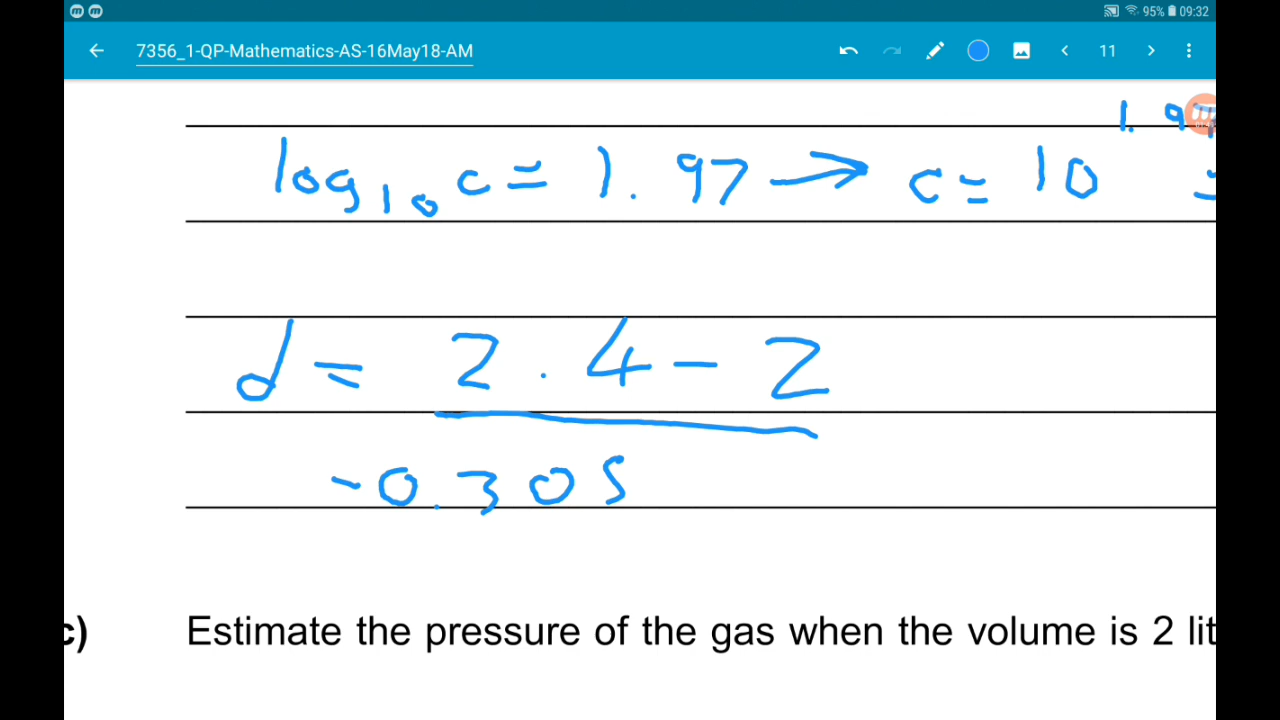 95% 09:32
7356_1-QP-Mathematics-AS-16May18-AM 11
1.97
log10 c = 1.97 → c = 10 =
d = 2.4 - 2
-0.305
c) Estimate the pressure of the gas when the volume is 2 lit